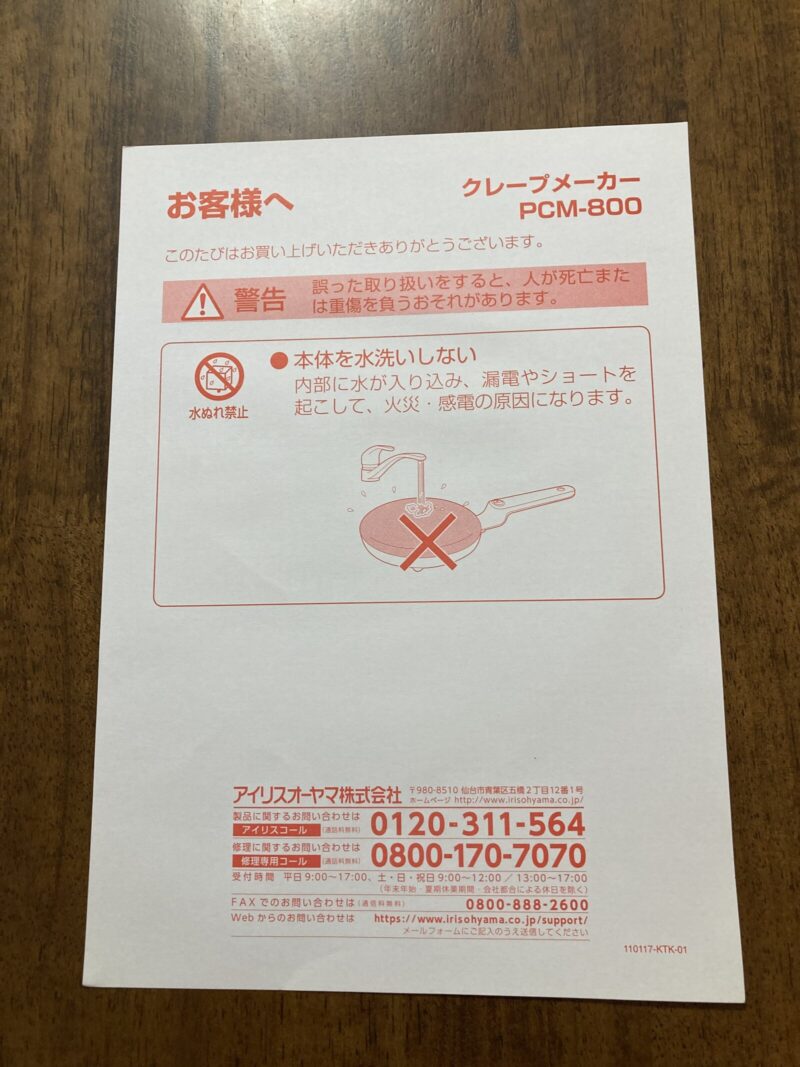 お客様へ
クレープメーカー
PCM-800
このたびはお買い上げいただきありがとうございます。
警告
誤った取り扱いをすると、人が死亡また
は重傷を負うおそれがあります。
水ぬれ禁止
●本体を水洗いしない
内部に水が入り込み、漏電やショートを
起こして、火災・感電の原因になります。
アイリスオーヤマ株式会社
〒980-8510 仙台市青葉区五橋2丁目12番1号
ホームページ http://www.irisohyama.co.jp/
製品に関するお問い合わせは
アイリスコール (通話料無料) 0120-311-564
修理に関するお問い合わせは
修理専用コール (通話料無料) 0800-170-7070
受付時間 平日9:00~17:00、土・日・祝日9:00~12:00/13:00~17:00
(年末年始・夏期休業期間・会社都合による休日を除く)
FAXでのお問い合わせは(通話料無料) 0800-888-2600
Webからのお問い合わせは https://www.irisohyama.co.jp/support/
メールフォームにご記入のうえ送信してください
110117-KTK-01